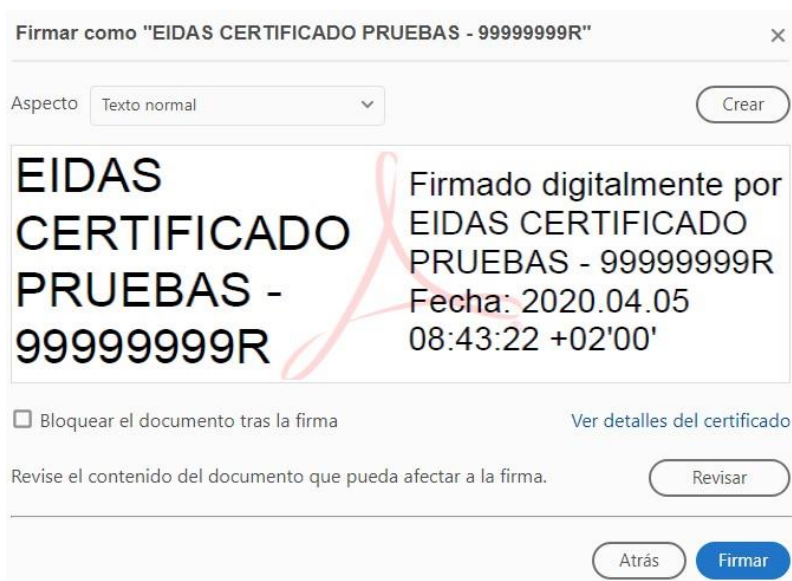 Firmar como "EIDAS CERTIFICADO PRUEBAS - 99999999R"
Aspecto Texto normal Crear
EIDAS
CERTIFICADO
PRUEBAS -
99999999R
Firmado digitalmente por
EIDAS CERTIFICADO
PRUEBAS - 99999999R
Fecha: 2020.04.05
08:43:22 +02'00'
Bloquear el documento tras la firma Ver detalles del certificado
Revise el contenido del documento que pueda afectar a la firma. Revisar
Atrás Firmar